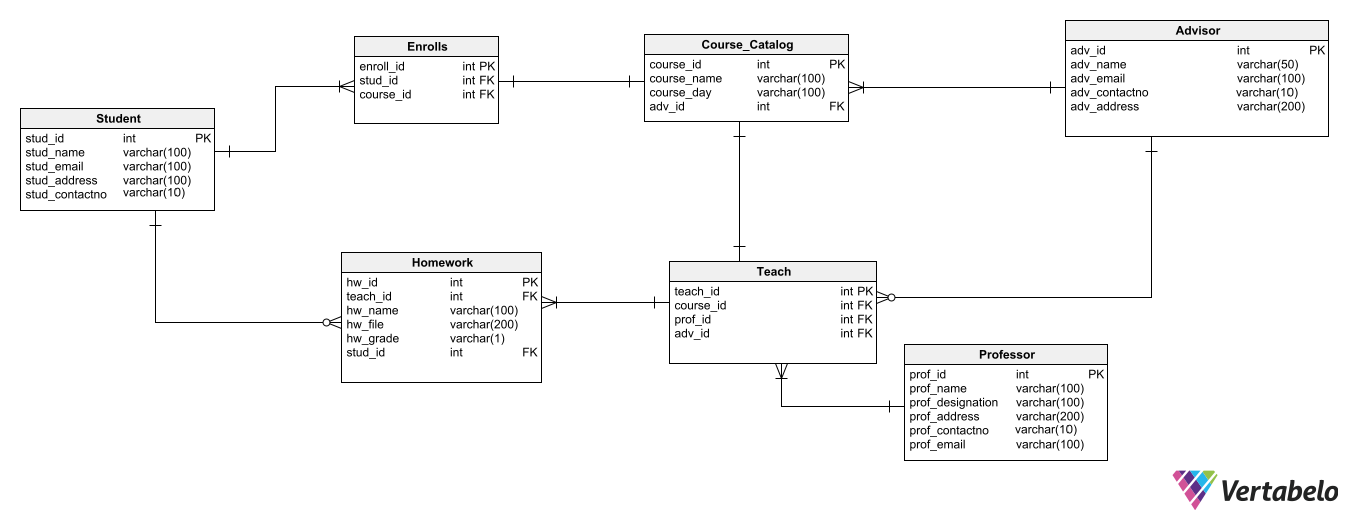 Enrolls
enroll_id int PK
stud_id int FK
course_id int FK
Course_Catalog
course_id int PK
course_name varchar(100)
course_day varchar(100)
adv_id int FK
Advisor
adv_id int PK
adv_name varchar(50)
adv_email varchar(100)
adv_contactno varchar(10)
adv_address varchar(200)
Student
stud_id int PK
stud_name varchar(100)
stud_email varchar(100)
stud_address varchar(100)
stud_contactno varchar(10)
Homework
hw_id int PK
teach_id int FK
hw_name varchar(100)
hw_file varchar(200)
hw_grade varchar(1)
stud_id int FK
Teach
teach_id int PK
course_id int FK
prof_id int FK
adv_id int FK
Professor
prof_id int PK
prof_name varchar(100)
prof_designation varchar(100)
prof_address varchar(200)
prof_contactno varchar(10)
prof_email varchar(100)
Vertabelo